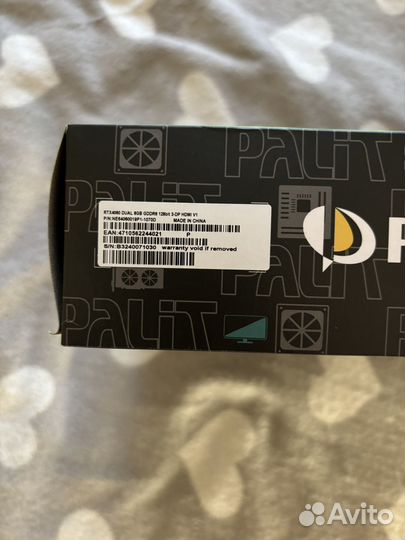 PALIT
RTX4060 DUAL 8GB GDDR6 128bit 3-DP HDMI V1
P/N:NE64060019P1-1070D MADE IN CHINA
EAN:4710562244021 P
S/N:B3240071030 warranty void if removed
P
PALIT
Avito